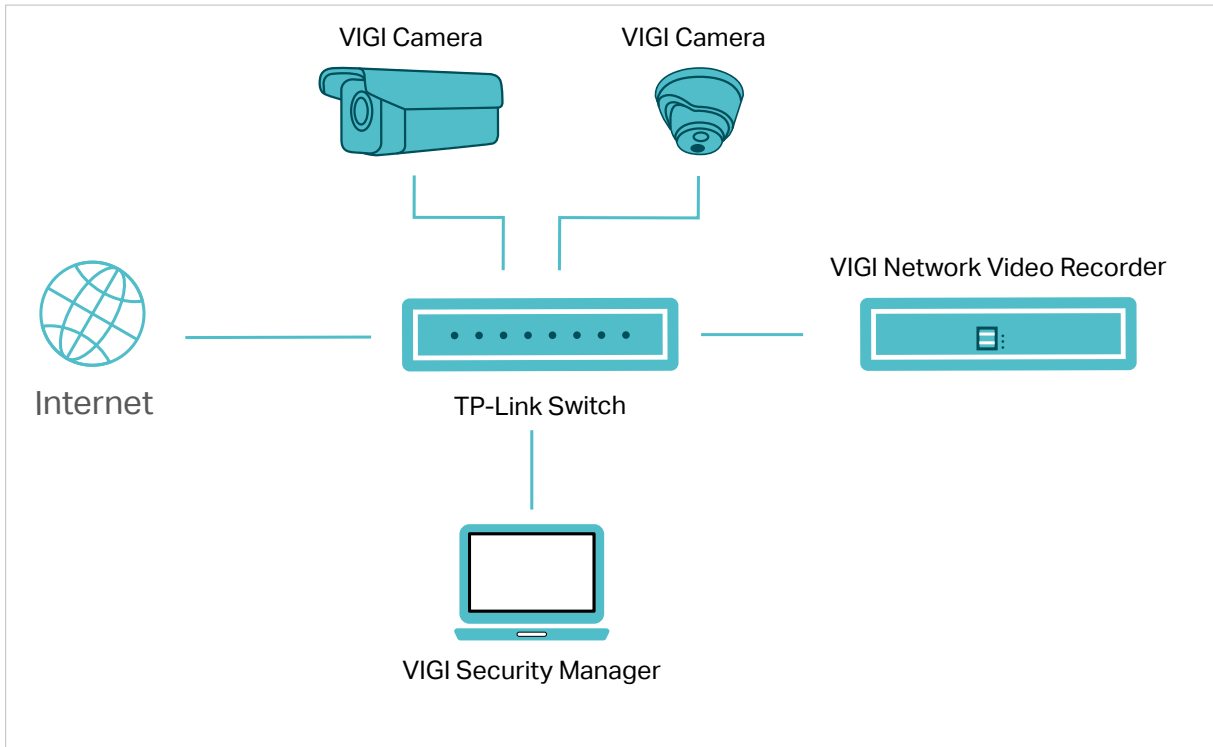 VIGI Camera
VIGI Camera
VIGI Network Video Recorder
Internet
TP-Link Switch
VIGI Security Manager